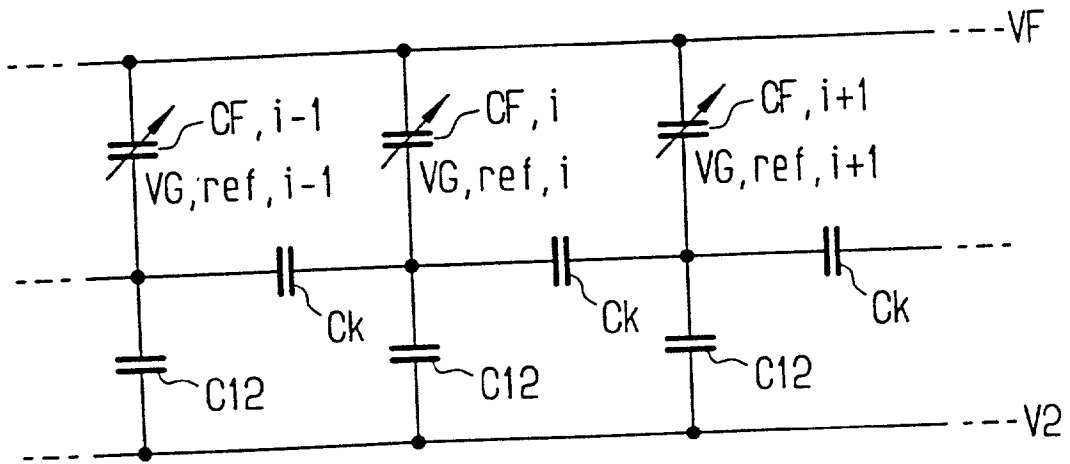 VF
CF, i-1
CF, i
CF, i+1
VG, ref, i-1
VG, ref, i
VG, ref, i+1
Ck
Ck
Ck
C12
C12
C12
V2